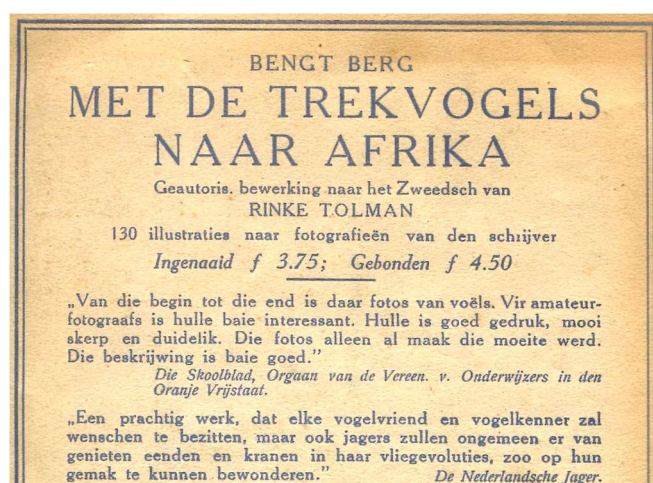 BENGT BERG
MET DE TREKVOGELS
NAAR AFRIKA
Geautoris. bewerking naar het Zweedsch van
RINKE TOLMAN
130 illustraties naar fotografieën van den schrijver
Ingenaaid f 3.75; Gebonden f 4.50
„Van die begin tot die end is daar fotos van voëls. Vir amateur-
fotograafs is hulle baie interessant. Hulle is goed gedruk, mooi
skerp en duidelik. Die fotos alleen al maak die moeite werd.
Die beskrijwing is baie goed.”
Die Skoolblad, Orgaan van de Vereen. v. Onderwijzers in den
Oranje Vrijstaat.
„Een prachtig werk, dat elke vogelvriend en vogelkenner zal
wenschen te bezitten, maar ook jagers zullen ongemeen er van
genieten eenden en kranen in haar vliegevoluties, zoo op hun
gemak te kunnen bewonderen.” De Nederlandsche Jager.